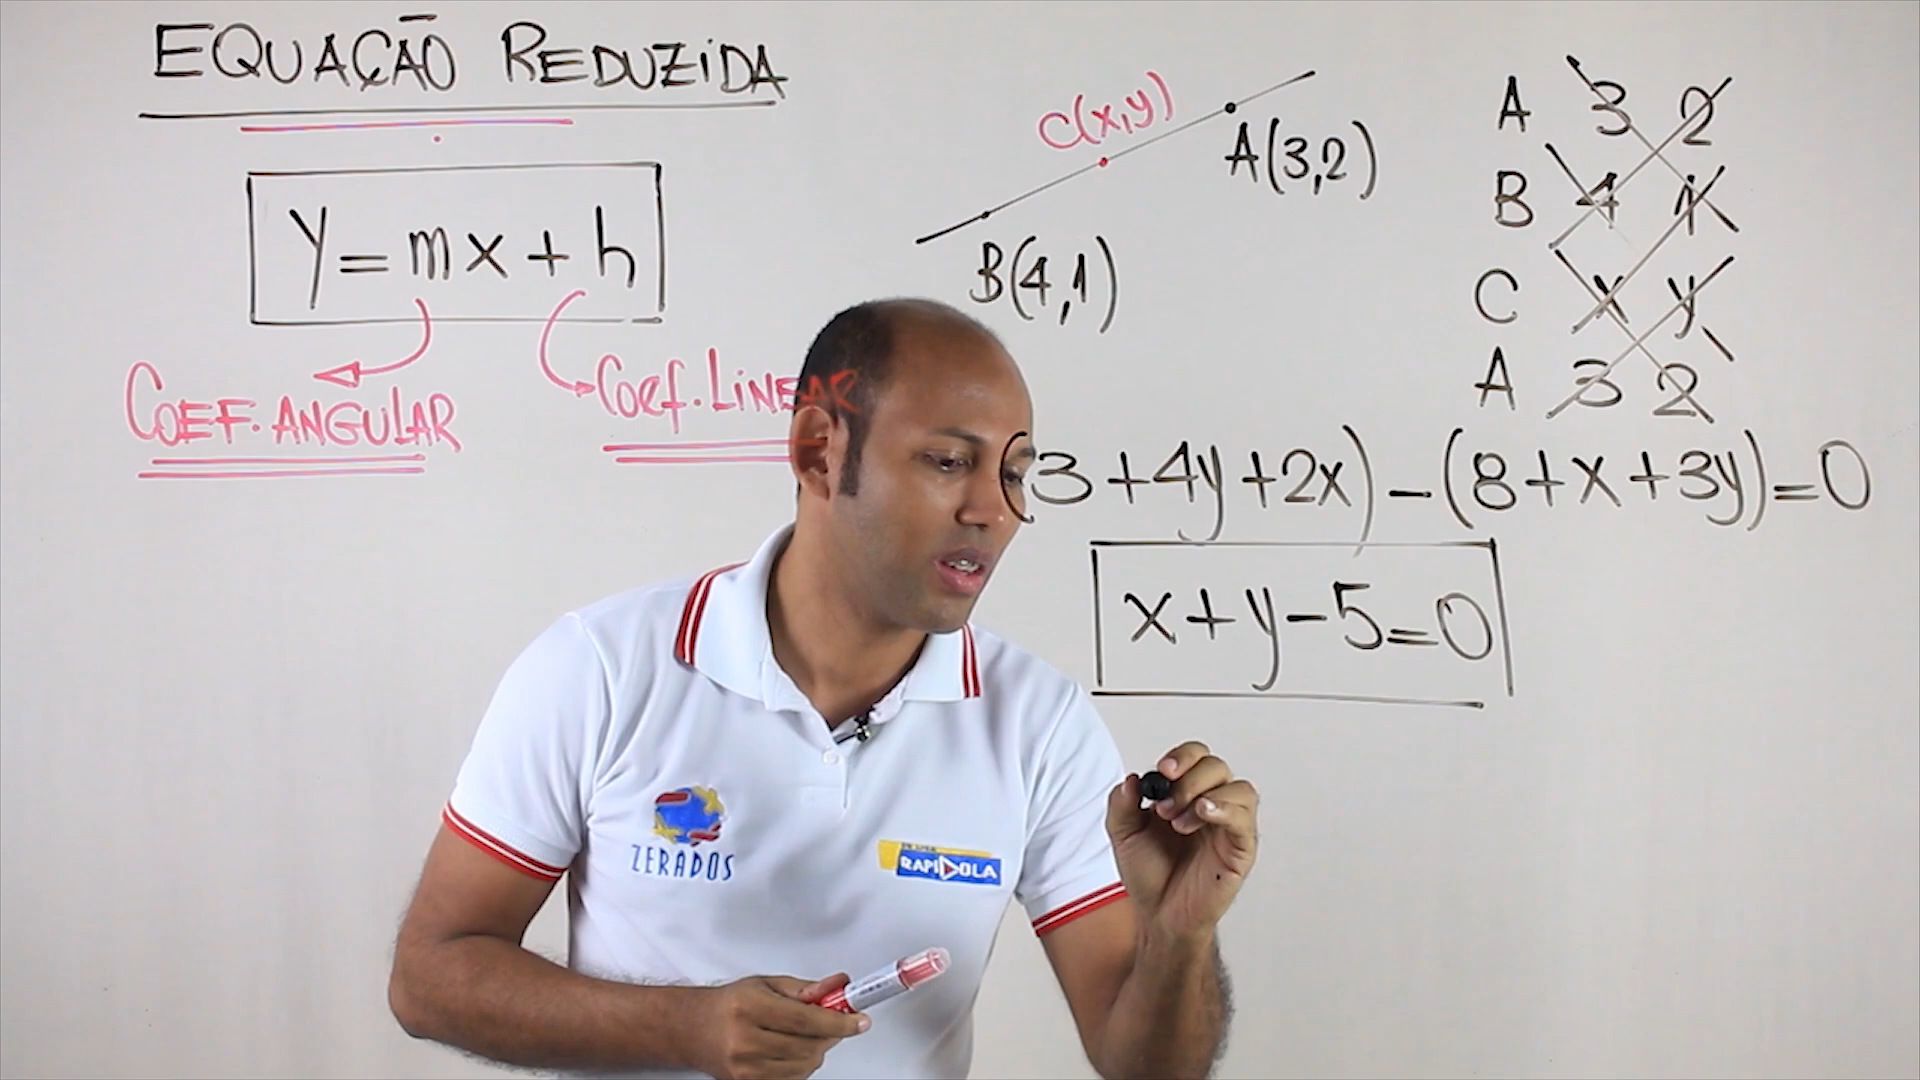 EQUAÇÃO REDUZIDA
Y = mx + h
COEF. ANGULAR
COEF. LINEAR
C(x,y)
A(3,2)
B(4,1)
A 3 2
B 4 1
C x y
A 3 2
(3 + 4y + 2x) - (8 + x + 3y) = 0
x + y - 5 = 0
ZERADOS